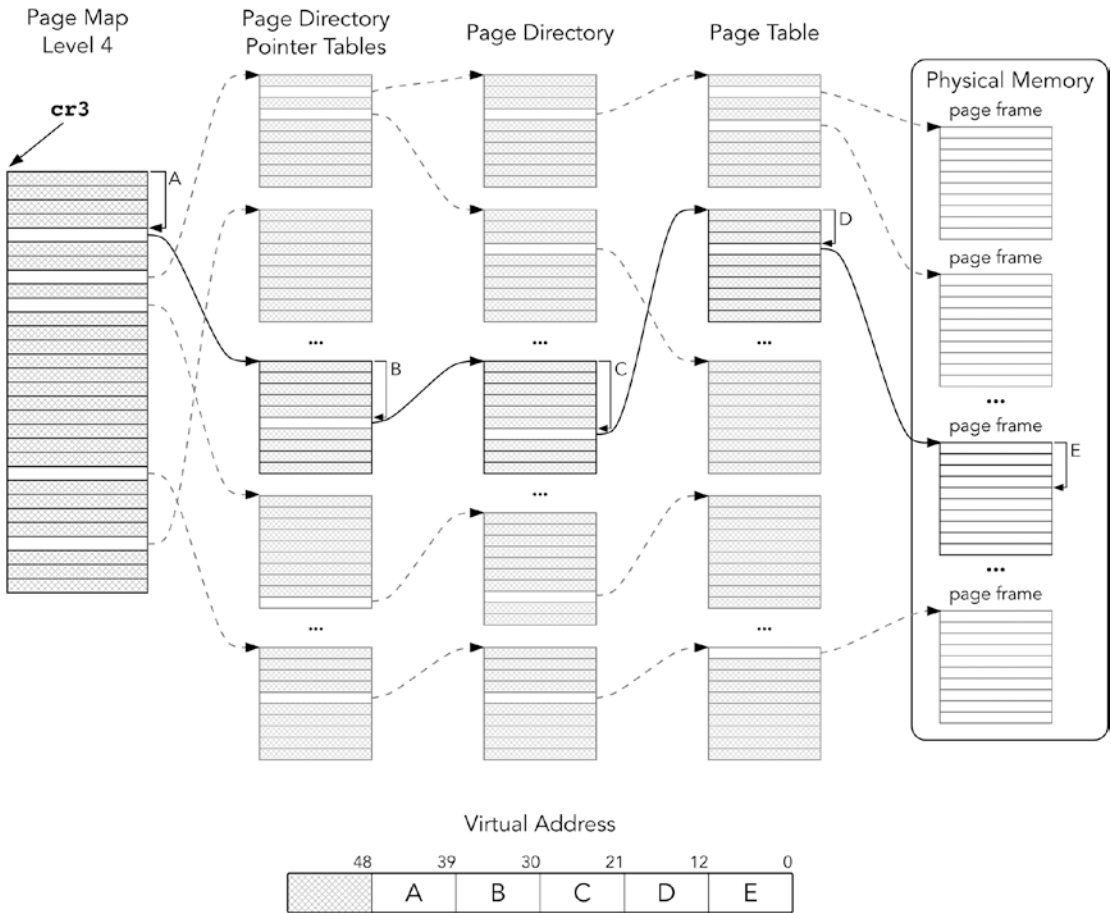 Page Map
Level 4
Page Directory
Pointer Tables
Page Directory
Page Table
Physical Memory
page frame
cr3
A
D
page frame
...
...
...
B
C
...
page frame
E
...
...
page frame
...
...
Virtual Address
48 39 30 21 12 0
A B C D E